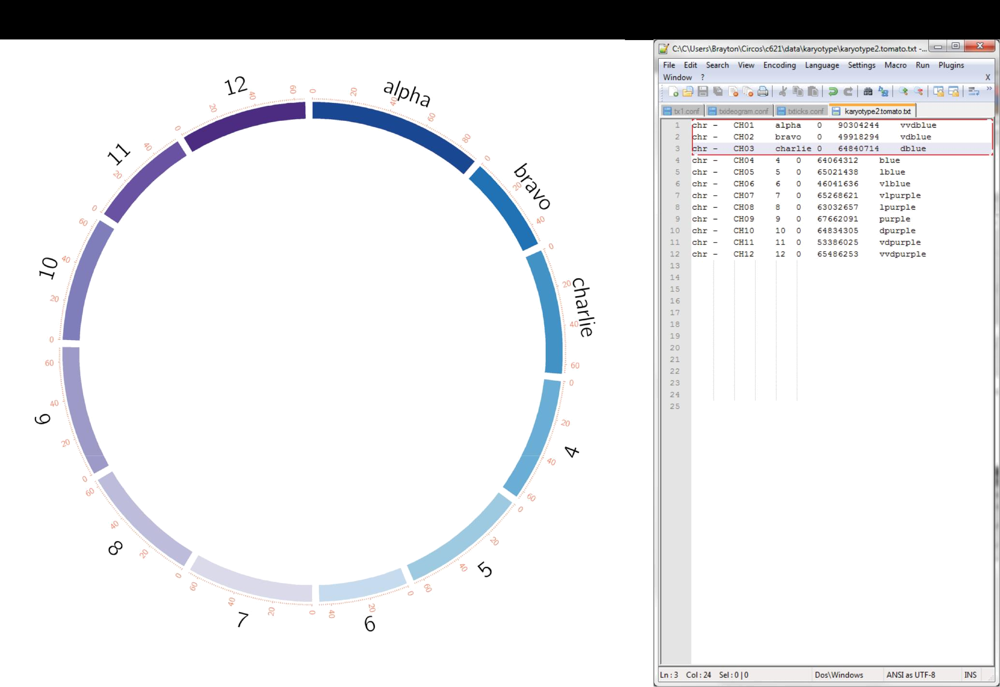 12
alpha
bravo
charlie
4
5
6
7
8
9
10
11
0 20 40 60 80
0 20 40
0 20 40 60
0 20 40 60
0 20 40 60
0 20 40
0 20 40 60
0 20 40 60
0 20 40 60
0 20 40 60
0 20 40
0 20 40 60
C:\C\Users\Brayton\Circos\c621\data\karyotype\karyotype2.tomato.txt -...
File Edit Search View Encoding Language Settings Macro Run Plugins
Window ? X
tx1.conf txideogram.conf txticks.conf karyotype2.tomato.txt
1 chr - CH01 alpha 0 90304244 vvdblue
2 chr - CH02 bravo 0 49918294 vdblue
3 chr - CH03 charlie 0 64840714 dblue
4 chr - CH04 4 0 64064312 blue
5 chr - CH05 5 0 65021438 lblue
6 chr - CH06 6 0 46041636 vlblue
7 chr - CH07 7 0 65268621 vlpurple
8 chr - CH08 8 0 63032657 lpurple
9 chr - CH09 9 0 67662091 purple
10 chr - CH10 10 0 64834305 dpurple
11 chr - CH11 11 0 53386025 vdpurple
12 chr - CH12 12 0 65486253 vvdpurple
13
14
15
16
17
18
19
20
21
22
23
24
25
Ln : 3 Col : 24 Sel : 0 | 0 Dos\Windows ANSI as UTF-8 INS